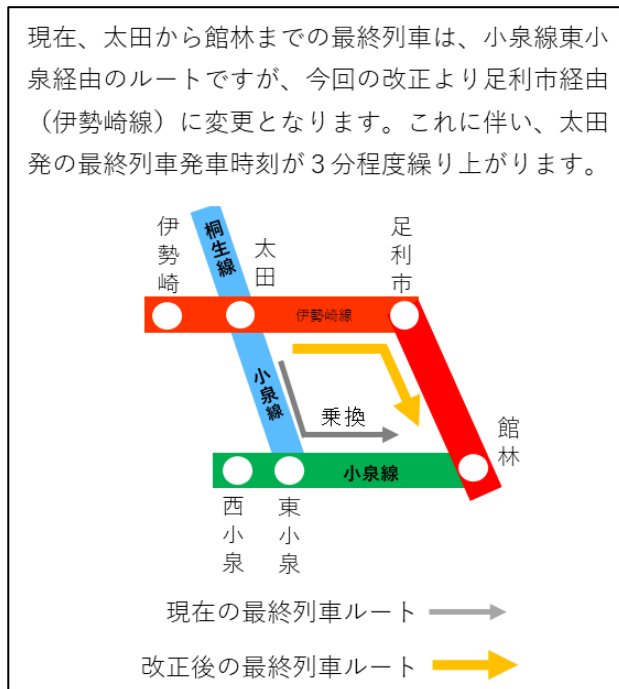 現在、太田から館林までの最終列車は、小泉線東小
泉経由のルートですが、今回の改正より足利市経由
（伊勢崎線）に変更となります。これに伴い、太田
発の最終列車発車時刻が３分程度繰り上がります。
伊勢崎
桐生線
太田
足利市
伊勢崎線
小泉線
乗換
館林
小泉線
西小泉
東小泉
現在の最終列車ルート
改正後の最終列車ルート